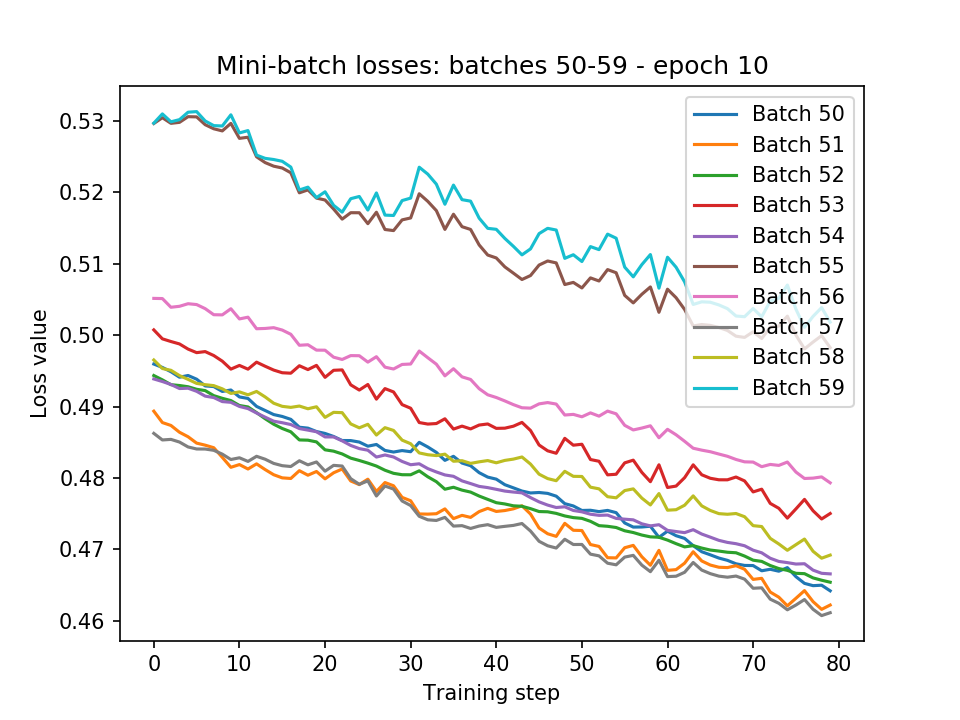 Mini-batch losses: batches 50-59 - epoch 10
Loss value
0.53
0.52
0.51
0.50
0.49
0.48
0.47
0.46
0 10 20 30 40 50 60 70 80
Training step
Batch 50
Batch 51
Batch 52
Batch 53
Batch 54
Batch 55
Batch 56
Batch 57
Batch 58
Batch 59